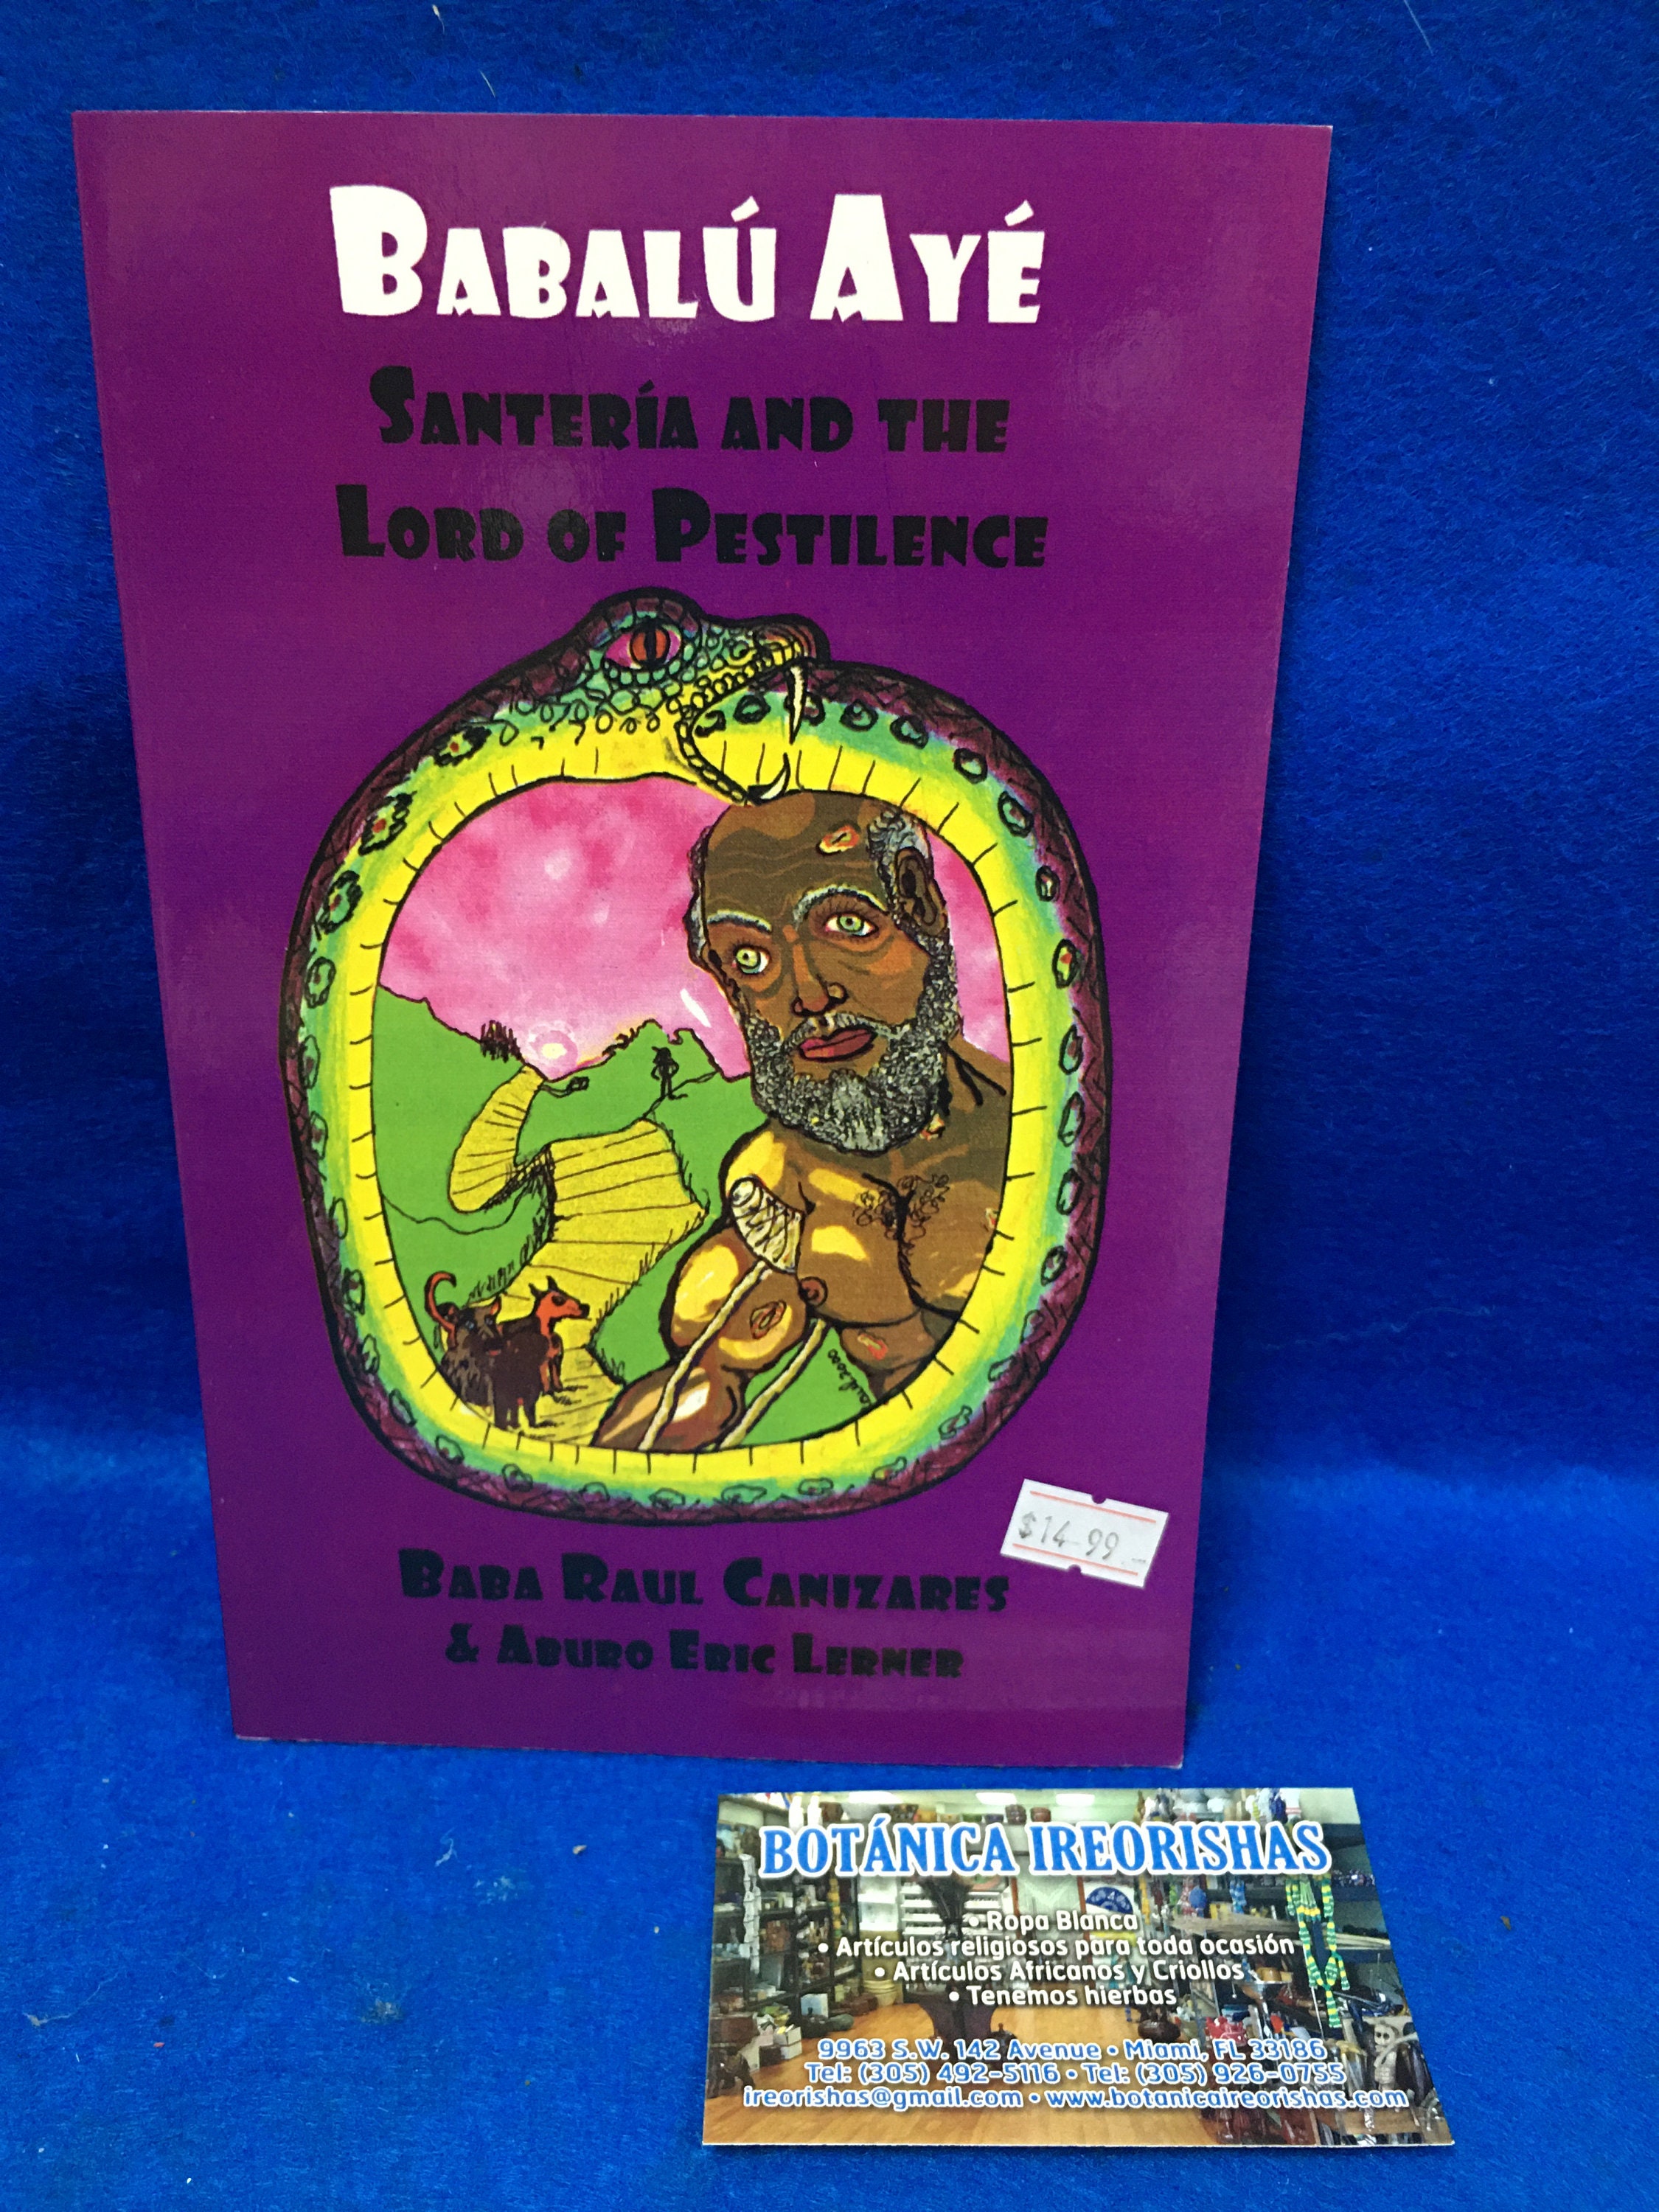 BABALÚ AYÉ
SANTERÍA AND THE
LORD OF PESTILENCE
$14.99
BABA RAUL CANIZARES
& ABURO ERIC LERNER
BOTÁNICA IREORISHAS
• Ropa Blanca
• Artículos religiosos para toda ocasión
• Artículos Africanos y Criollos
• Tenemos hierbas
9963 S.W. 142 Avenue • Miami, FL 33186
Tel: (305) 492-5116 • Tel: (305) 926-0755
ireorishas@gmail.com • www.botanicaireorishas.com